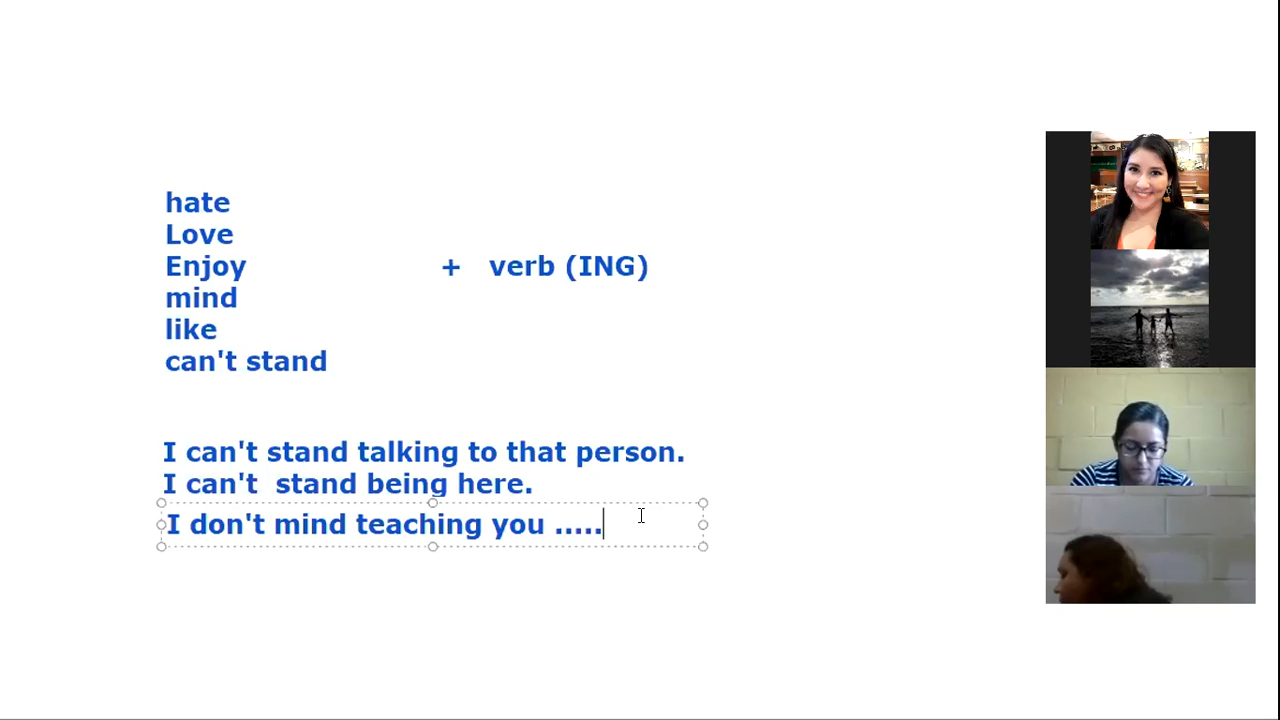 hate
Love
Enjoy + verb (ING)
mind
like
can't stand
I can't stand talking to that person.
I can't  stand being here.
I don't mind teaching you .....